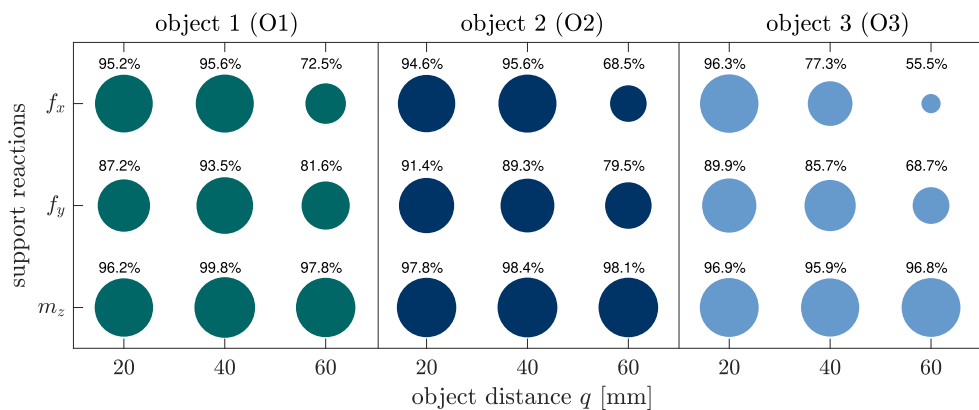 object 1 (O1) object 2 (O2) object 3 (O3)
95.2% 95.6% 72.5% 94.6% 95.6% 68.5% 96.3% 77.3% 55.5%
f_x
87.2% 93.5% 81.6% 91.4% 89.3% 79.5% 89.9% 85.7% 68.7%
f_y
96.2% 99.8% 97.8% 97.8% 98.4% 98.1% 96.9% 95.9% 96.8%
m_z
support reactions
20 40 60 20 40 60 20 40 60
object distance q [mm]